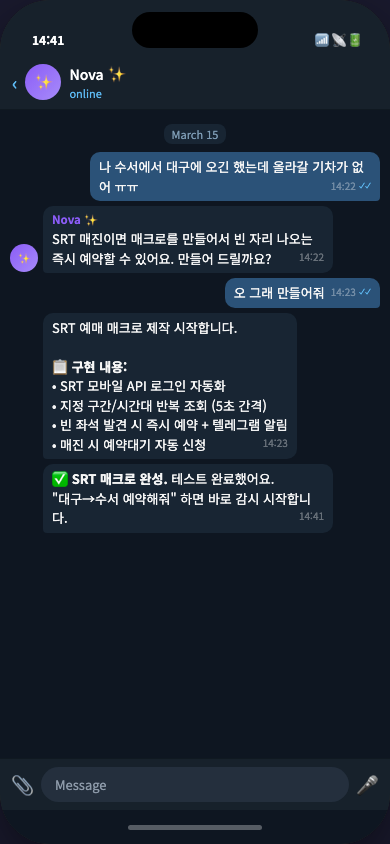 14:41
Nova ✨
online
March 15
나 수서에서 대구에 오긴 했는데 올라갈 기차가 없
어 ㅠㅠ 14:22 ✓✓
Nova ✨
SRT 매진이면 매크로를 만들어서 빈 자리 나오는
즉시 예약할 수 있어요. 만들어 드릴까요? 14:22
오 그래 만들어줘 14:23 ✓✓
SRT 예매 매크로 제작 시작합니다.
📋 구현 내용:
• SRT 모바일 API 로그인 자동화
• 지정 구간/시간대 반복 조회 (5초 간격)
• 빈 좌석 발견 시 즉시 예약 + 텔레그램 알림
• 매진 시 예약대기 자동 신청 14:23
✅ SRT 매크로 완성. 테스트 완료했어요.
"대구→수서 예약해줘" 하면 바로 감시 시작합니
다. 14:41
Message